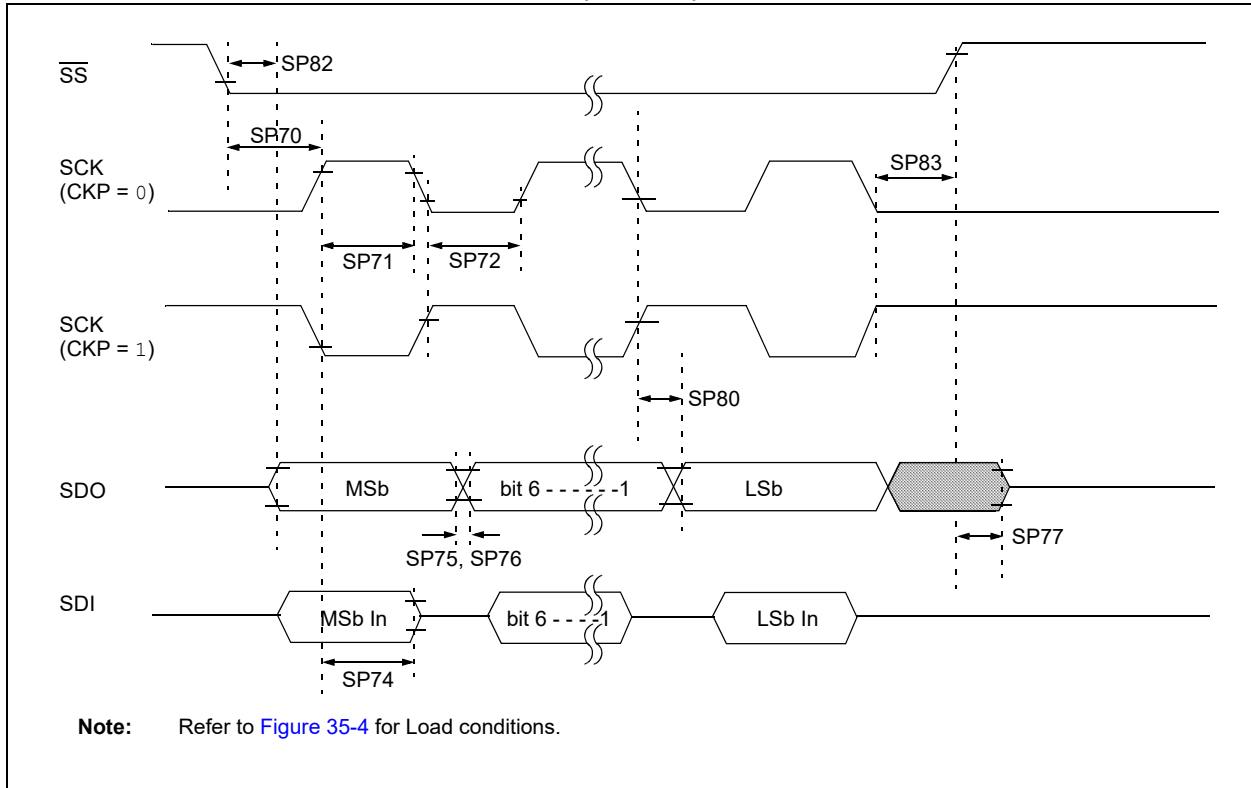 SS
SP82
SP70
SCK
(CKP = 0)
SP83
SP71
SP72
SCK
(CKP = 1)
SP80
SDO
MSb
bit 6 - - - - - -1
LSb
SP77
SP75, SP76
SDI
MSb In
bit 6 - - - -1
LSb In
SP74
Note: Refer to Figure 35-4 for Load conditions.